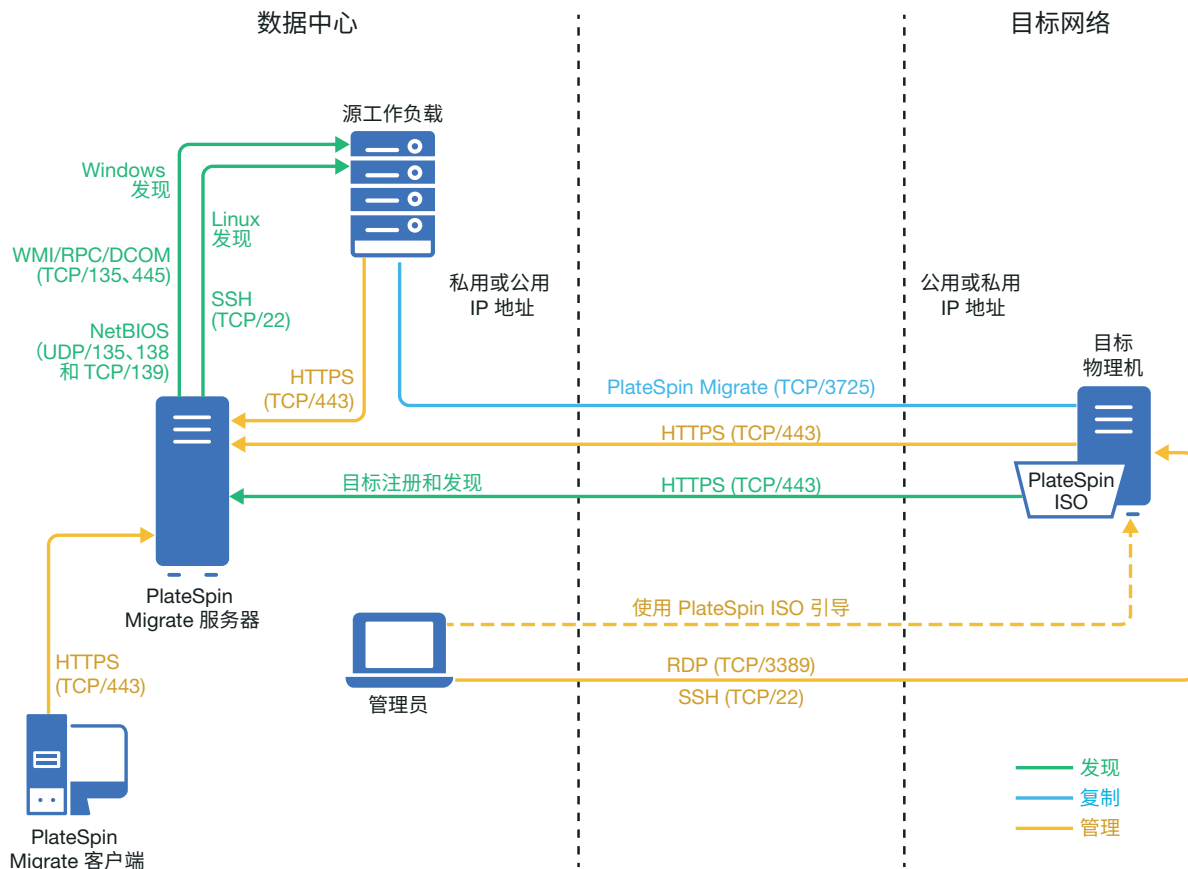 数据中心
目标网络
源工作负载
Windows
发现
Linux
发现
WMI/RPC/DCOM
(TCP/135、445)
SSH
(TCP/22)
NetBIOS
(UDP/135、138
和 TCP/139)
私用或公用
IP 地址
公用或私用
IP 地址
目标
物理机
HTTPS
(TCP/443)
PlateSpin Migrate (TCP/3725)
HTTPS (TCP/443)
目标注册和发现
HTTPS (TCP/443)
PlateSpin
ISO
PlateSpin
Migrate 服务器
使用 PlateSpin ISO 引导
HTTPS
(TCP/443)
RDP (TCP/3389)
SSH (TCP/22)
管理员
发现
复制
管理
PlateSpin
Migrate 客户端